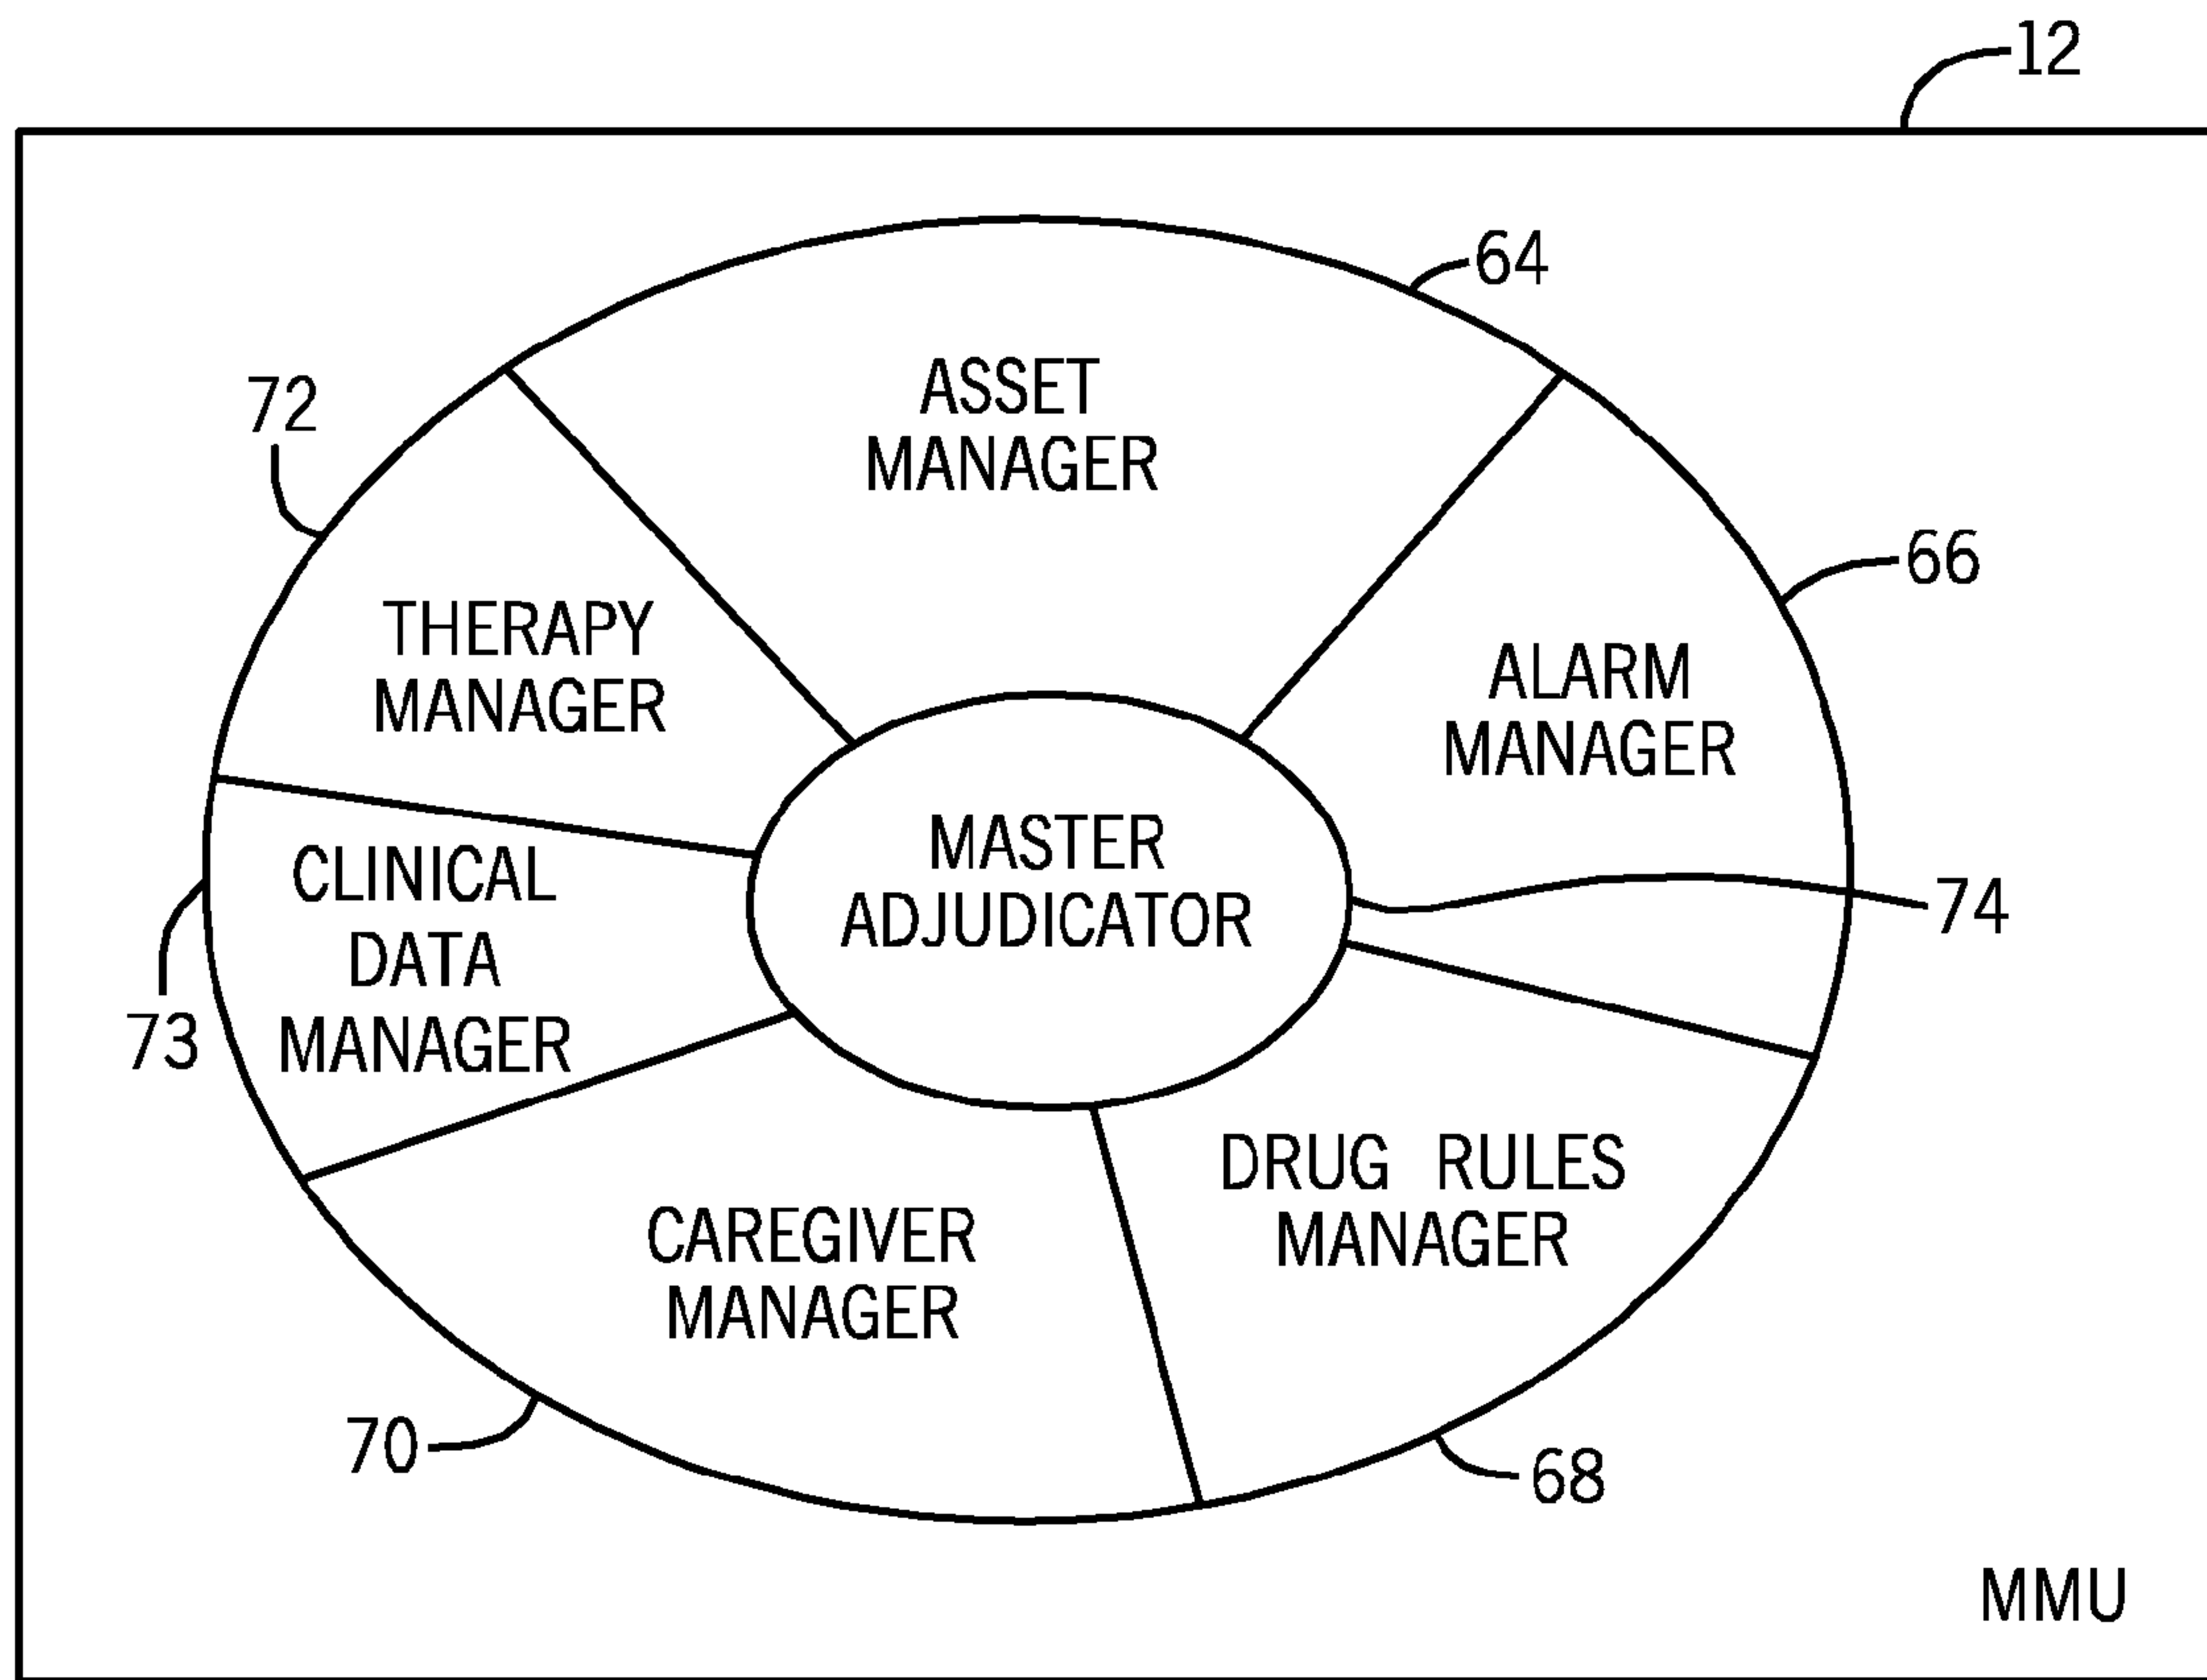 12
64
ASSET
MANAGER
72
66
THERAPY
MANAGER
ALARM
MANAGER
MASTER
ADJUDICATOR
74
CLINICAL
DATA
MANAGER
73
DRUG RULES
MANAGER
CAREGIVER
MANAGER
70
68
MMU